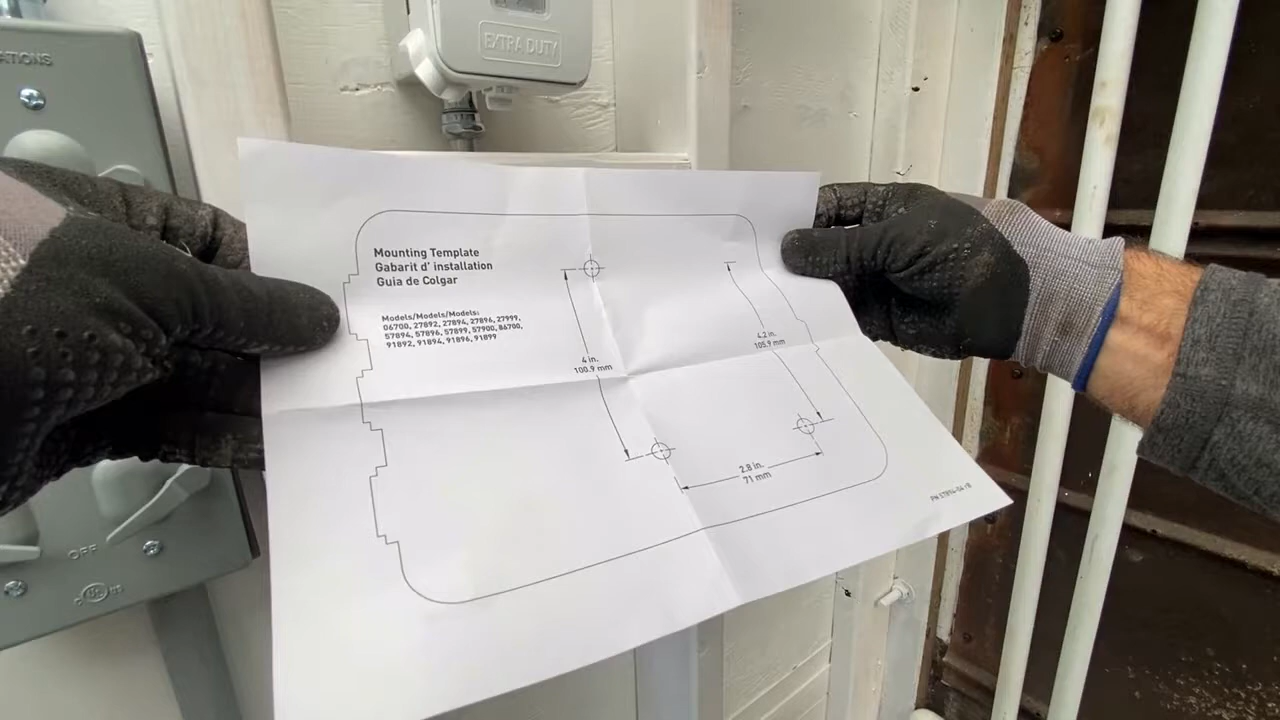 EXTRA DUTY
ATIONS
Mounting Template
Gabarit d' installation
Guia de Colgar
Models/Models/Models:
06700, 27892, 27894, 27896, 27999,
57894, 57896, 57899, 57900, 86700,
91892, 91894, 91896, 91899
4 in.
100.9 mm
4.2 in.
105.9 mm
2.8 in.
71 mm
OFF